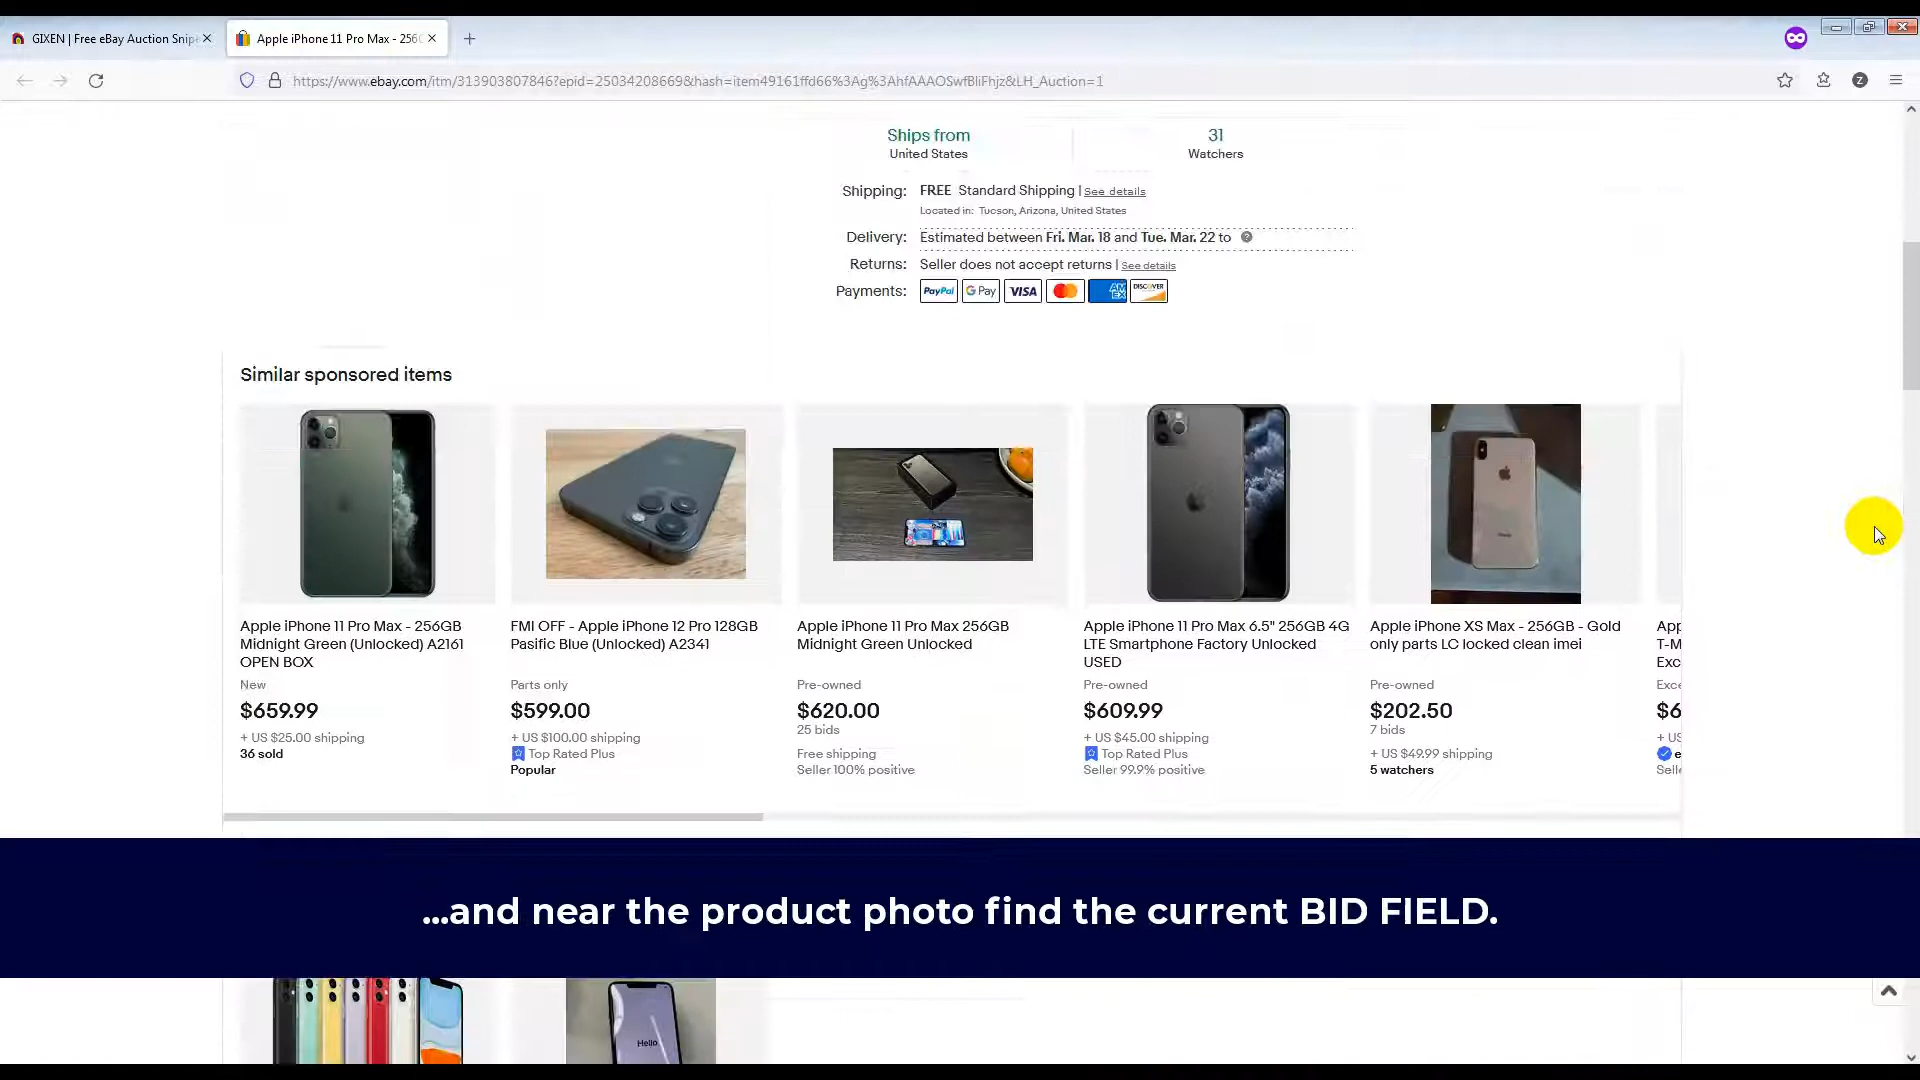 GIXEN | Free eBay Auction Snip
Apple iPhone 11 Pro Max - 256G
https://www.ebay.com/itm/313903807846?epid=25034208669&hash=item49161ffd66%3Ag%3AhfAAAOSwfBliFhjz&LH_Auction=1
Z
Ships from
United States
31
Watchers
Shipping: FREE Standard Shipping | See details
Located in: Tucson, Arizona, United States
Delivery: Estimated between Fri. Mar. 18 and Tue. Mar. 22 to
Returns: Seller does not accept returns | See details
Payments: PayPal G Pay VISA AM EX DISCOVER
Similar sponsored items
Apple iPhone 11 Pro Max - 256GB
Midnight Green (Unlocked) A2161
OPEN BOX
New
$659.99
+ US $25.00 shipping
36 sold
FMI OFF - Apple iPhone 12 Pro 128GB
Pasific Blue (Unlocked) A2341
Parts only
$599.00
+ US $100.00 shipping
Top Rated Plus
Popular
Apple iPhone 11 Pro Max 256GB
Midnight Green Unlocked
Pre-owned
$620.00
25 bids
Free shipping
Seller 100% positive
Apple iPhone 11 Pro Max 6.5" 256GB 4G
LTE Smartphone Factory Unlocked
USED
Pre-owned
$609.99
+ US $45.00 shipping
Top Rated Plus
Seller 99.9% positive
Apple iPhone XS Max - 256GB - Gold
only parts LC locked clean imei
Pre-owned
$202.50
7 bids
+ US $49.99 shipping
5 watchers
App
T-M
Exc
Exce
$6
+ US
e
Selle
...and near the product photo find the current BID FIELD.
Hello